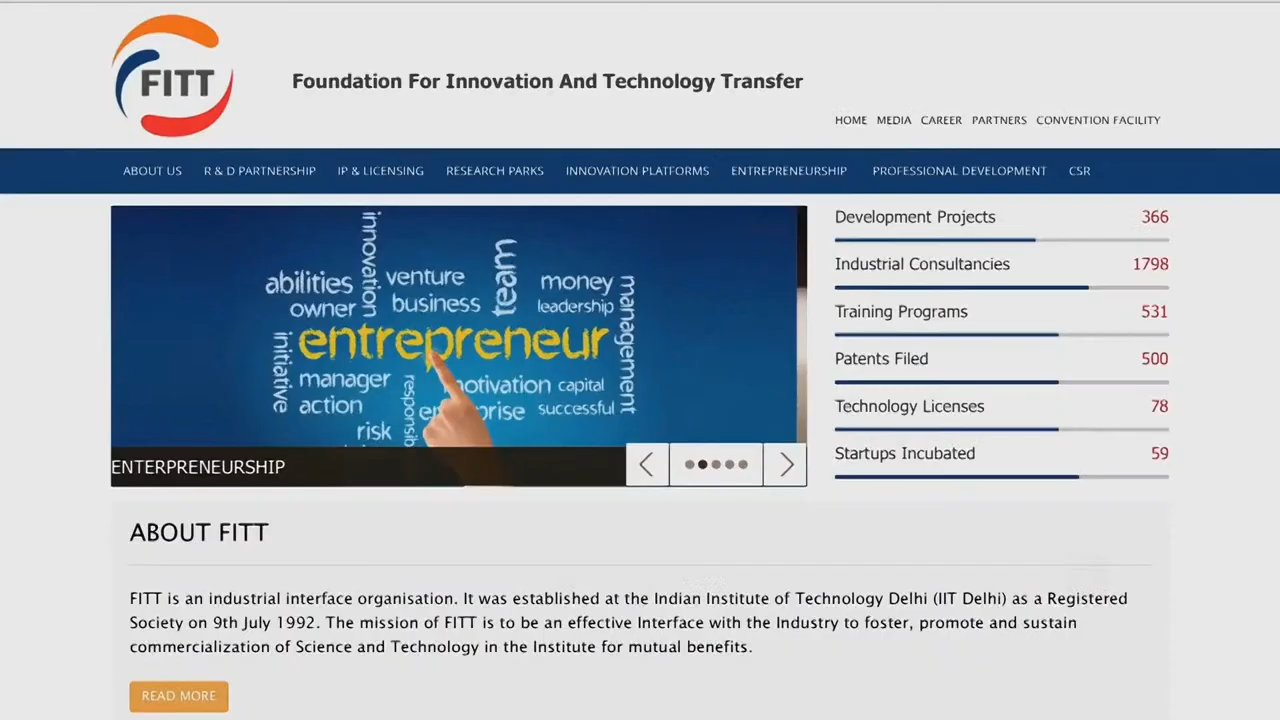 FITT
Foundation For Innovation And Technology Transfer
HOME MEDIA CAREER PARTNERS CONVENTION FACILITY
ABOUT US R & D PARTNERSHIP IP & LICENSING RESEARCH PARKS INNOVATION PLATFORMS ENTREPRENEURSHIP PROFESSIONAL DEVELOPMENT CSR
innovation
abilities
venture
team
money
management
owner
business
leadership
entrepreneur
initiative
manager
motivation
capital
action
successful
risk
ENTERPRENEURSHIP
Development Projects 366
Industrial Consultancies 1798
Training Programs 531
Patents Filed 500
Technology Licenses 78
Startups Incubated 59
ABOUT FITT
FITT is an industrial interface organisation. It was established at the Indian Institute of Technology Delhi (IIT Delhi) as a Registered
Society on 9th July 1992. The mission of FITT is to be an effective Interface with the Industry to foster, promote and sustain
commercialization of Science and Technology in the Institute for mutual benefits.
READ MORE